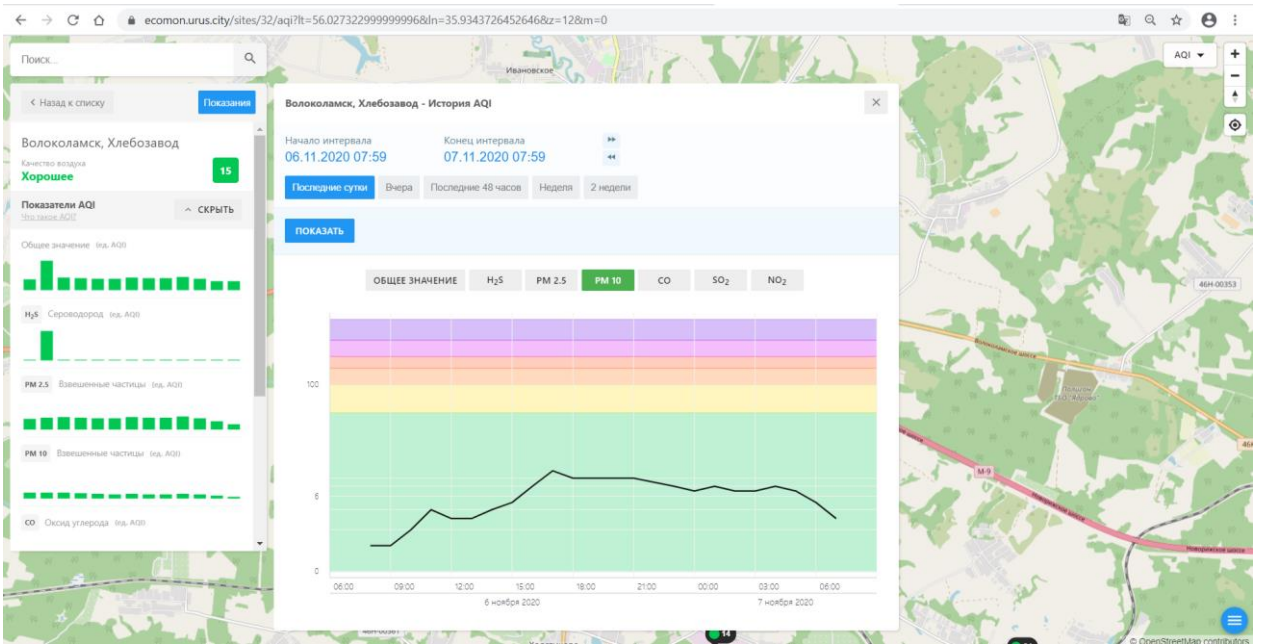 ecomon.urus.city/sites/32/aqi?lt=56.027322999999996&ln=35.9343726452646&z=12&m=0
Поиск...
Ивановское
AQI
< Назад к списку
Показания
Волоколамск, Хлебозавод - История AQI
Волоколамск, Хлебозавод
Качество воздуха
Хорошее
15
Начало интервала
Конец интервала
06.11.2020 07:59
07.11.2020 07:59
Последние сутки
Вчера
Последние 48 часов
Неделя
2 недели
Показатели AQI
Что такое AQI?
СКРЫТЬ
ПОКАЗАТЬ
Общее значение (ед. AQI)
ОБЩЕЕ ЗНАЧЕНИЕ
H₂S
PM 2.5
PM 10
CO
SO₂
NO₂
46Н-00353
H₂S Сероводород (ед. AQI)
Волоколамское шоссе
PM 2.5 Взвешенные частицы (ед. AQI)
100
PM 10 Взвешенные частицы (ед. AQI)
М-9
6
CO Оксид углерода (ед. AQI)
Новорижское шоссе
0
06:00
09:00
12:00
15:00
18:00
21:00
00:00
03:00
06:00
6 ноября 2020
7 ноября 2020
14
© OpenStreetMap contributors